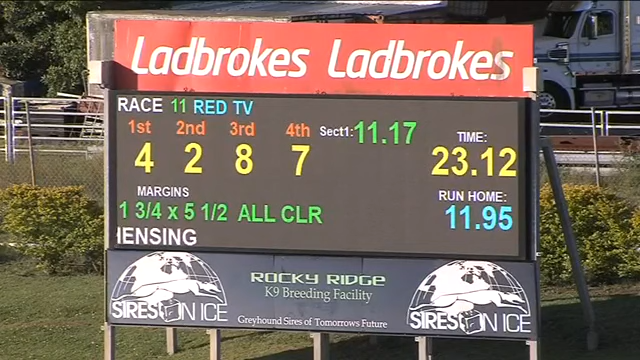 Ladbrokes Ladbrokes
RACE 11 RED TV
1st 2nd 3rd 4th Sect1: 11.17 TIME:
4 2 8 7 23.12
MARGINS RUN HOME:
1 3/4 x 5 1/2 ALL CLR 11.95
HENSING
ROCKY RIDGE
K9 Breeding Facility
SIRES ON ICE SIRES ON ICE
Greyhound Sires of Tomorrows Future